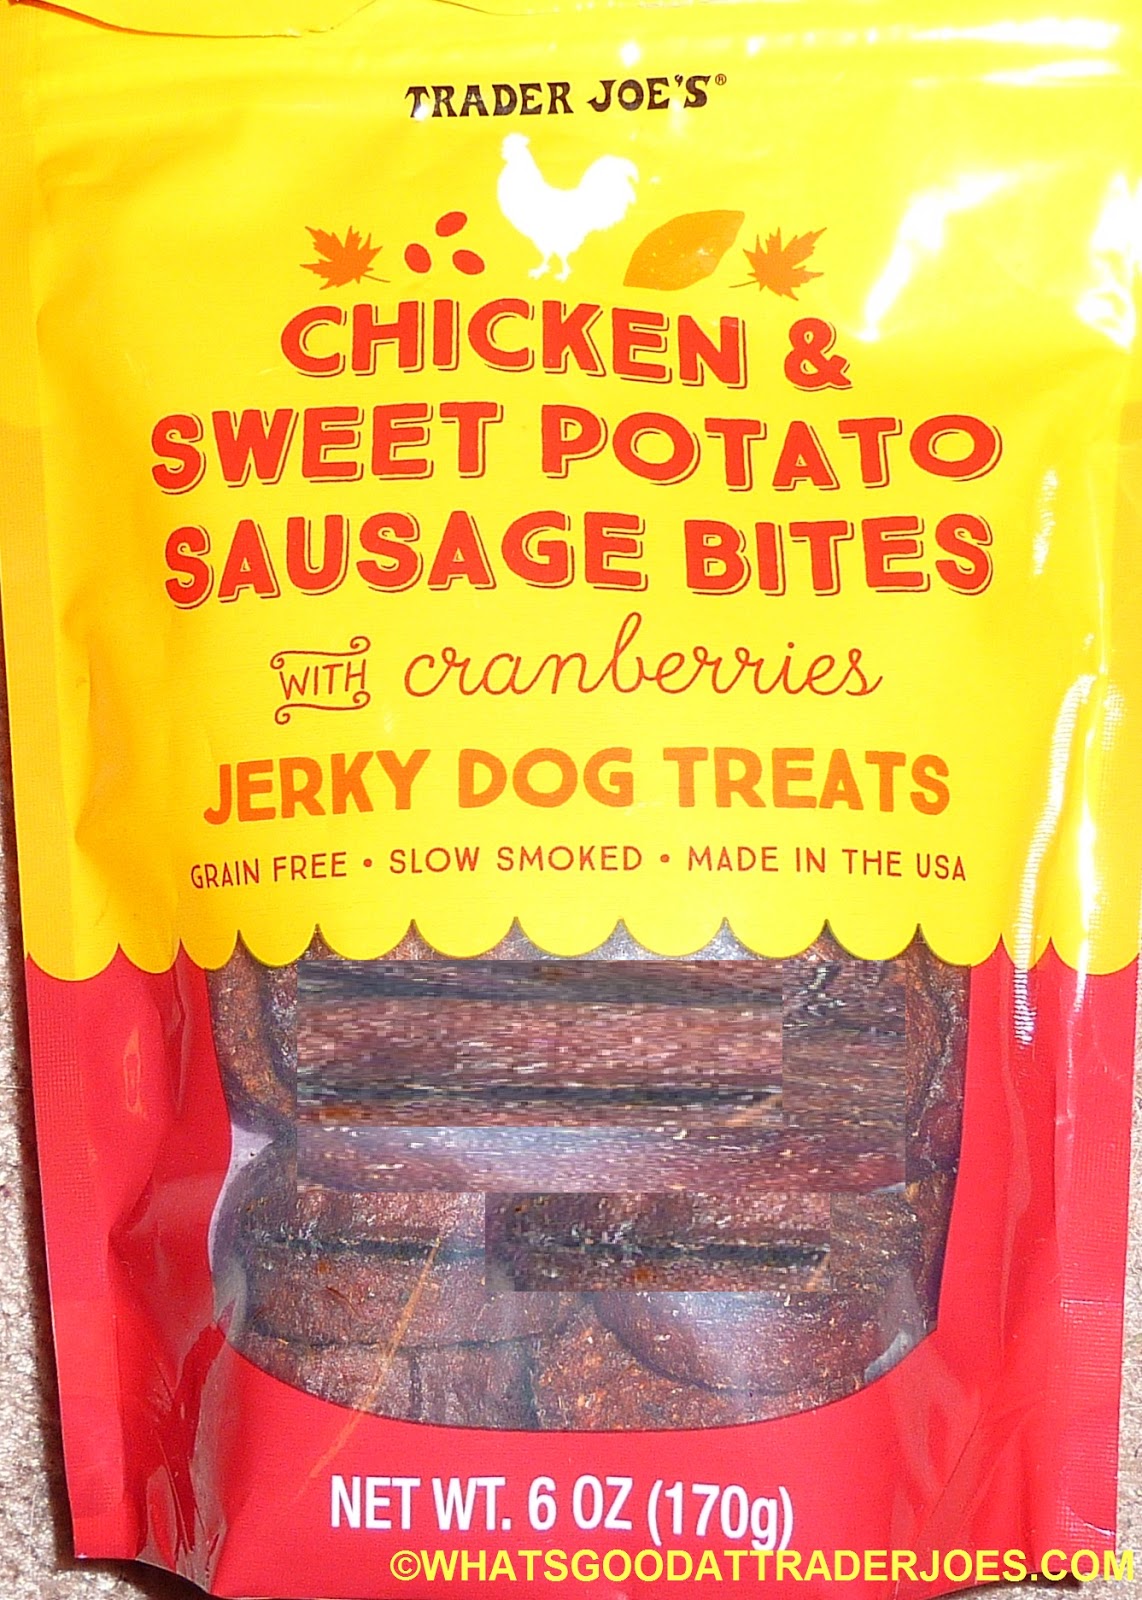 TRADER JOE'S®
CHICKEN &
SWEET POTATO
SAUSAGE BITES
WITH cranberries
JERKY DOG TREATS
GRAIN FREE • SLOW SMOKED • MADE IN THE USA
NET WT. 6 OZ (170g)
©WHATSGOODATTRADERJOES.COM